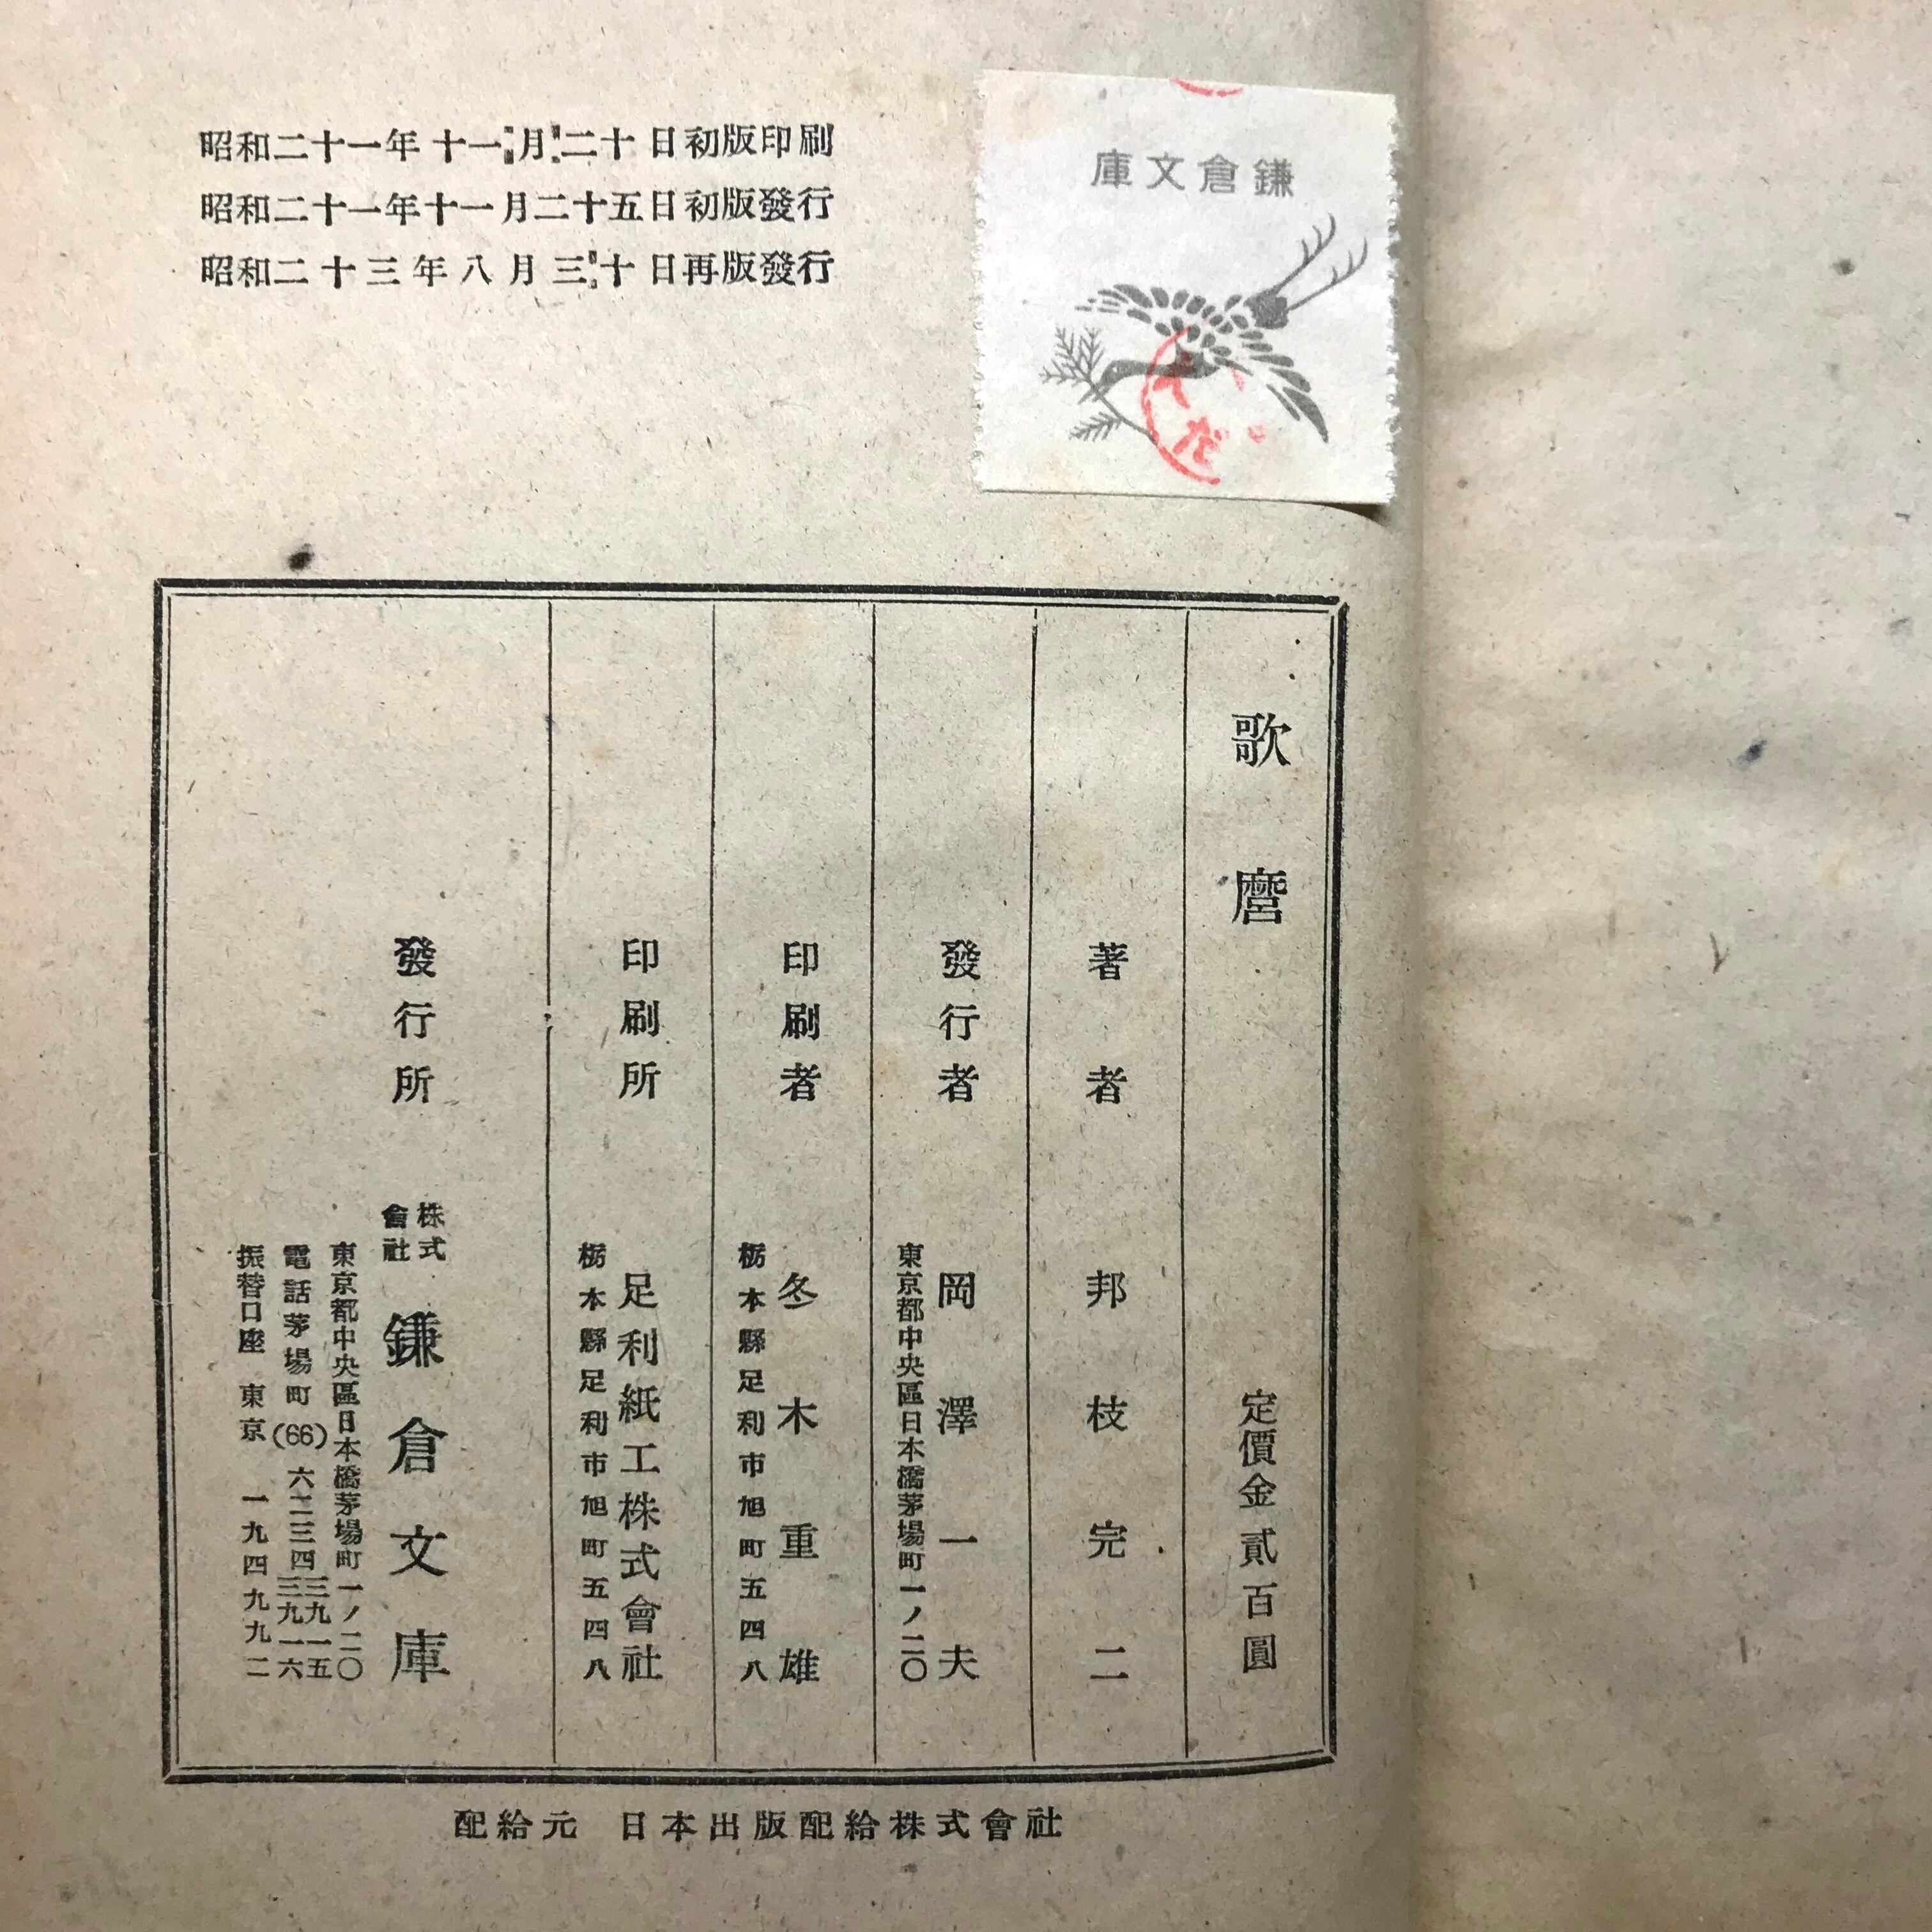 昭和二十一年十一月二十日初版印刷
昭和二十一年十一月二十五日初版發行
昭和二十三年八月三十日再版發行
庫文倉鎌
歌麿
定價金貳百圓
著者 邦枝完二
發行者 岡澤一夫
東京都中央區日本橋茅場町一ノ二〇
印刷者 冬木重雄
栃木縣足利市旭町五四八
印刷所 足利紙工株式會社
栃木縣足利市旭町五四八
發行所 株式會社 鎌倉文庫
東京都中央區日本橋茅場町一ノ二〇
電話茅場町(66)六二三四
三九一五
三九一六
振替口座 東京 一九四九九二
配給元 日本出版配給株式會社